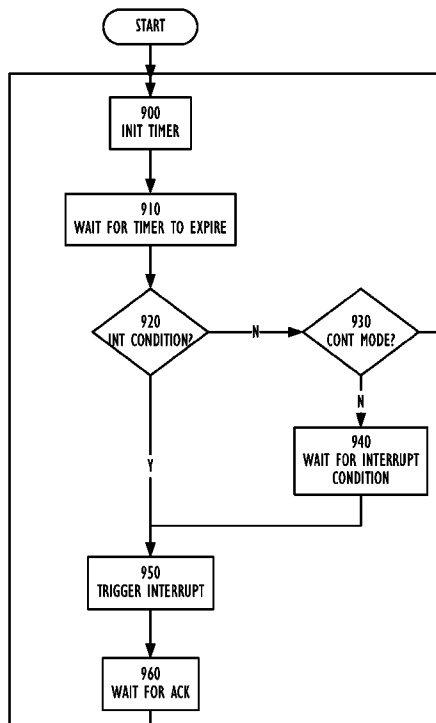 START
900
INIT TIMER
910
WAIT FOR TIMER TO EXPIRE
920
INT CONDITION?
N
930
CONT MODE?
N
940
WAIT FOR INTERRUPT
CONDITION
Y
950
TRIGGER INTERRUPT
960
WAIT FOR ACK